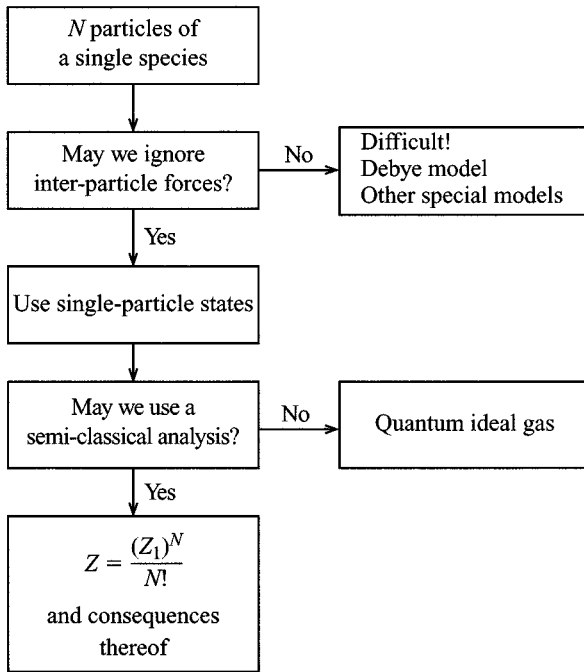 N particles of
a single species
May we ignore
inter-particle forces?
No
Difficult!
Debye model
Other special models
Yes
Use single-particle states
May we use a
semi-classical analysis?
No
Quantum ideal gas
Yes
Z = (Z₁)^N / N!
and consequences
thereof